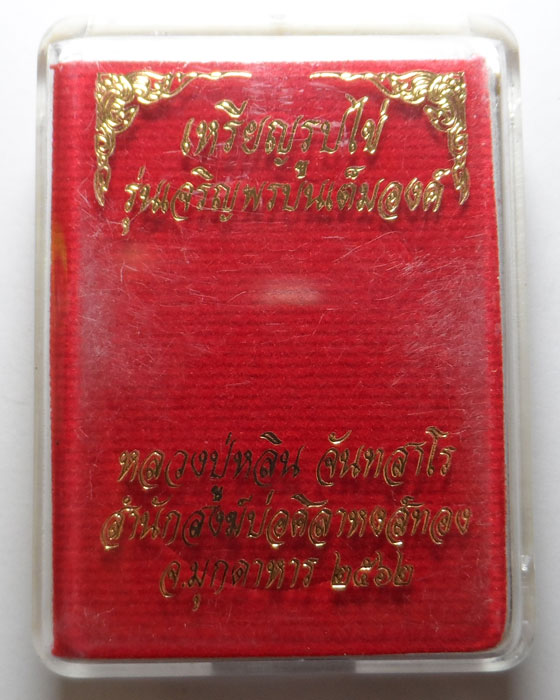 เหรียญรูปไข่
รุ่นเจริญพรบนเต็มองค์
หลวงปู่หลิน จันทสาโร
สำนักสงฆ์บ่อศิลาหงส์ทอง
จ.มุกดาหาร ๒๕๖๒